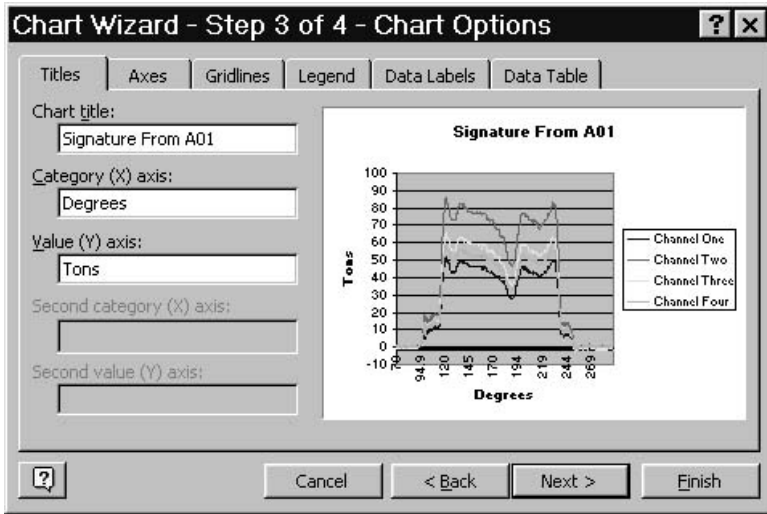 Chart Wizard - Step 3 of 4 - Chart Options
Titles
Axes
Gridlines
Legend
Data Labels
Data Table
Chart title:
Signature From A01
Category (X) axis:
Degrees
Value (Y) axis:
Tons
Second category (X) axis:
Second value (Y) axis:
Signature From A01
100
90
80
70
60
50
40
30
20
10
0
-10
Tons
70
94.9
120
145
170
194
219
244
269
Degrees
Channel One
Channel Two
Channel Three
Channel Four
Cancel
< Back
Next >
Finish